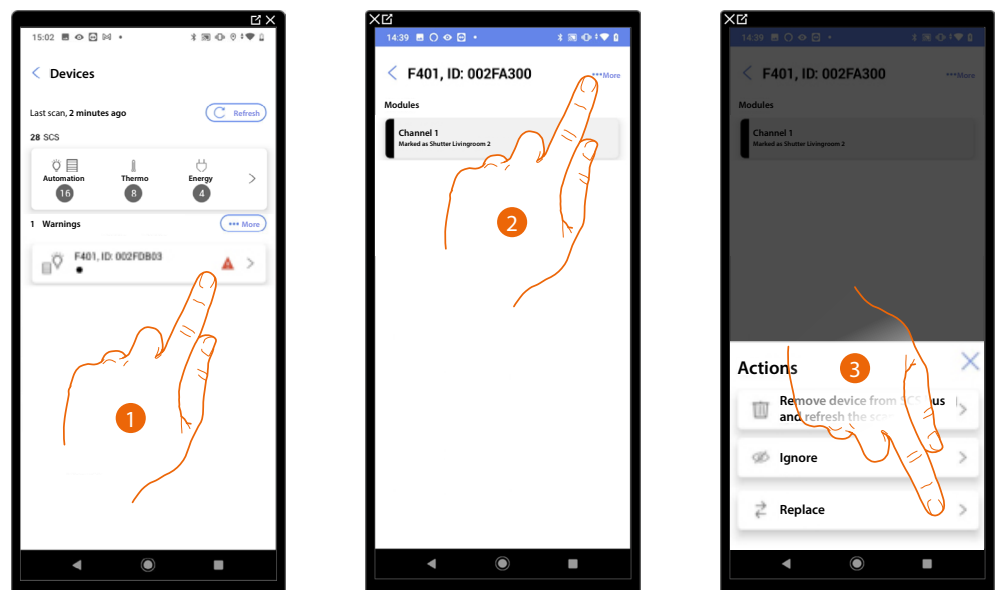 15:02
Devices
Last scan, 2 minutes ago
Refresh
28 SCS
Automation
Thermo
Energy
16
8
4
1 Warnings
••• More
F401, ID: 002FDB03
1
14:39
F401, ID: 002FA300
•••More
Modules
Channel 1
Marked as Shutter Livingroom 2
2
14:39
F401, ID: 002FA300
•••More
Modules
Channel 1
Marked as Shutter Livingroom 2
Actions
3
Remove device from SCS bus
and refresh the
Ignore
Replace